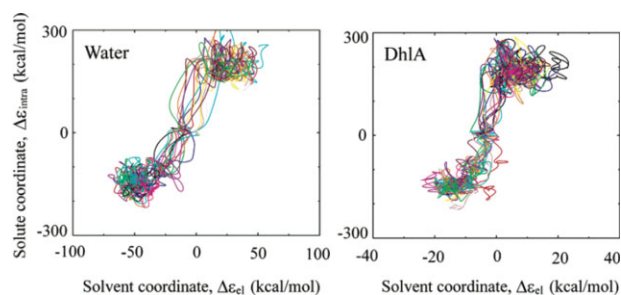 Solute coordinate, Δεintra (kcal/mol)
300
0
-300
Water
-100 -50 0 50 100
Solvent coordinate, Δεel (kcal/mol)
300
0
-300
DhlA
-40 -20 0 20 40
Solvent coordinate, Δεel (kcal/mol)